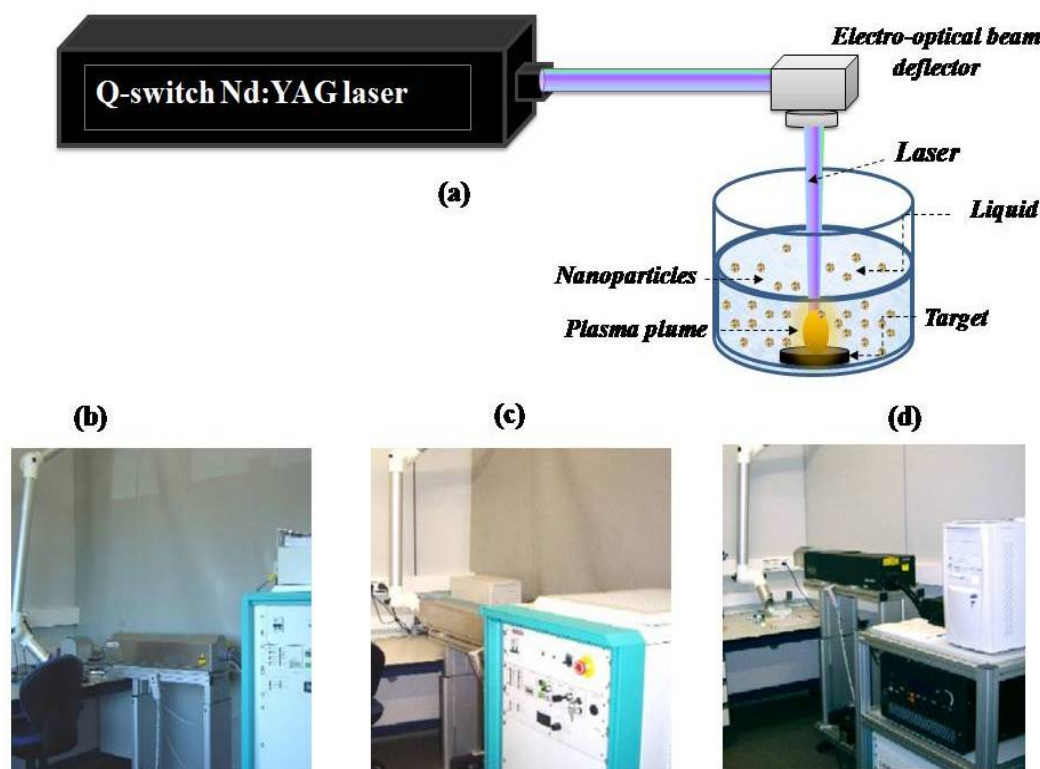 Q-switch Nd:YAG laser
Electro-optical beam
deflector
Laser
(a)
Liquid
Nanoparticles
Target
Plasma plume
(b)
(c)
(d)